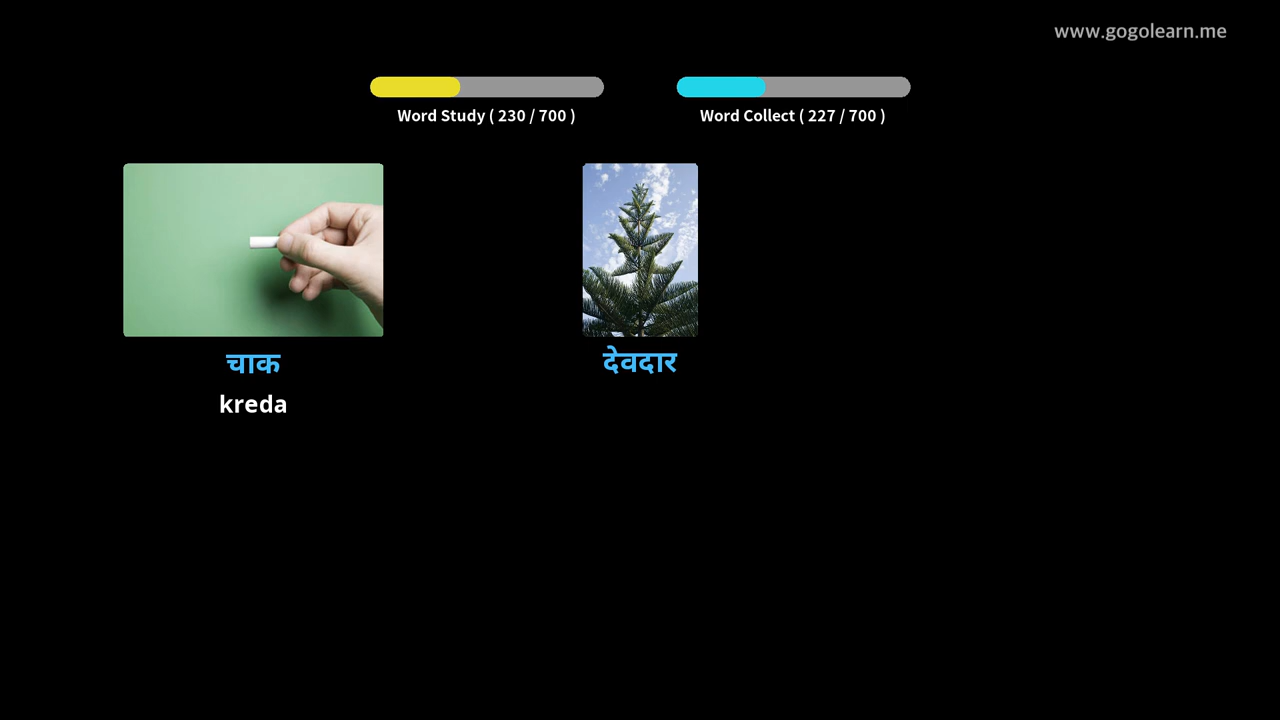 www.gogolearn.me
Word Study ( 230 / 700 )
Word Collect ( 227 / 700 )
चाक
देवदार
kreda